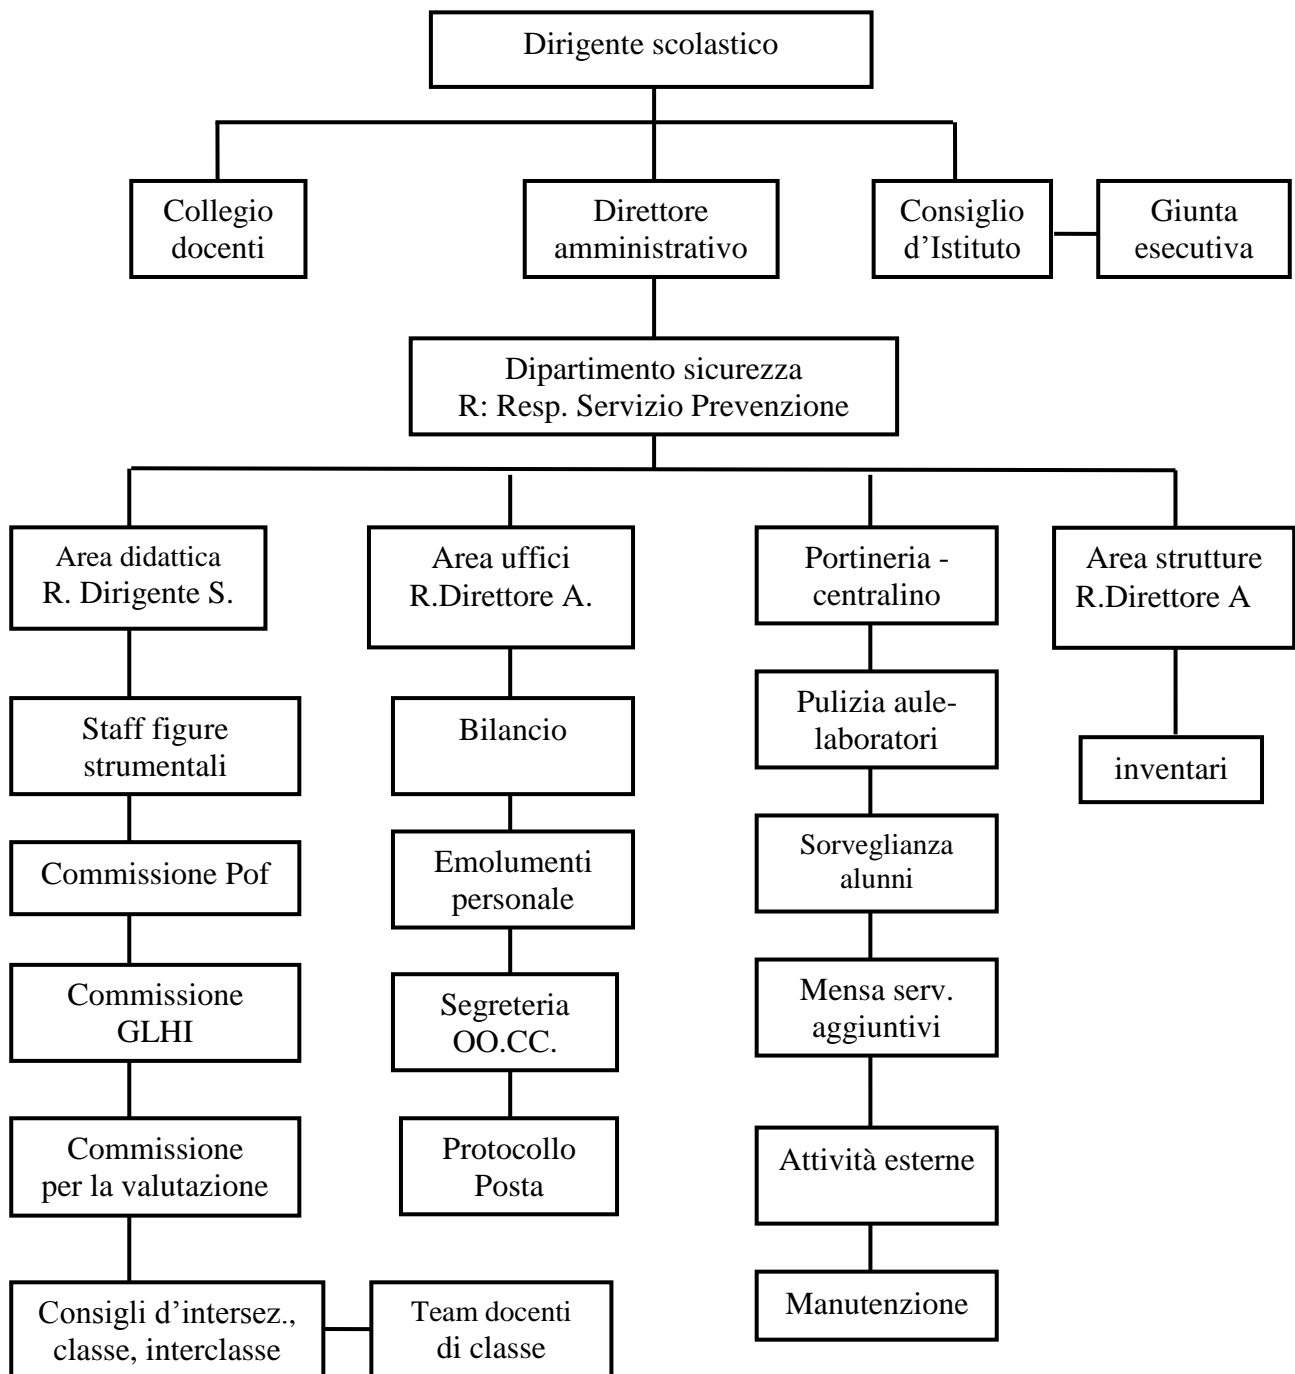 Dirigente scolastico
Collegio
docenti
Direttore
amministrativo
Consiglio
d’Istituto
Giunta
esecutiva
Dipartimento sicurezza
R: Resp. Servizio Prevenzione
Area didattica
R. Dirigente S.
Area uffici
R.Direttore A.
Portineria -
centralino
Area strutture
R.Direttore A
Staff figure
strumentali
Bilancio
Pulizia aule-
laboratori
inventari
Commissione Pof
Emolumenti
personale
Sorveglianza
alunni
Commissione
GLHI
Segreteria
OO.CC.
Mensa serv.
aggiuntivi
Commissione
per la valutazione
Protocollo
Posta
Attività esterne
Consigli d’intersez.,
classe, interclasse
Team docenti
di classe
Manutenzione